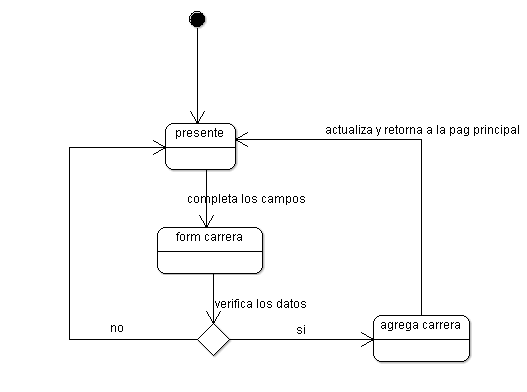 actualiza y retorna a la pag principal
presente
completa los campos
form carrera
verifica los datos
no
si
agrega carrera